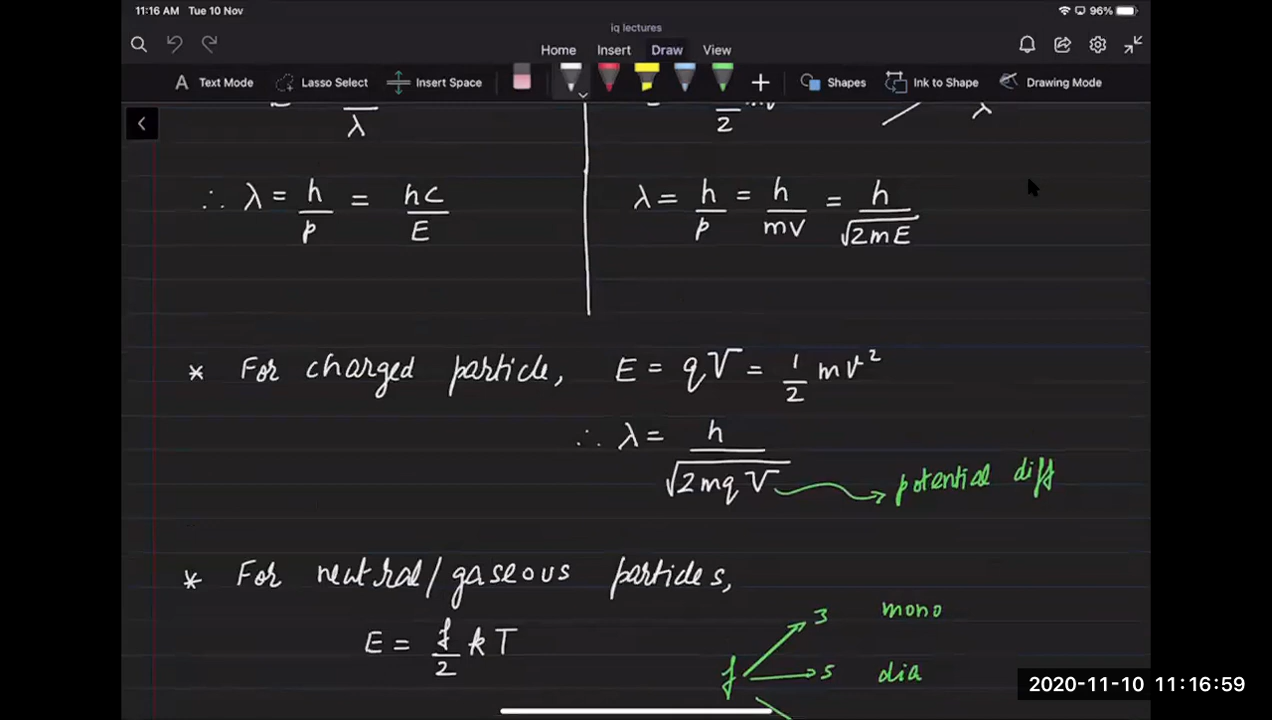 11:16 AM Tue 10 Nov
96%
iq lectures
Home Insert Draw View
Text Mode Lasso Select Insert Space Shapes Ink to Shape Drawing Mode
λ
2
λ
∴ λ = h/p = hc/E
λ = h/p = h/mv = h/√2mE
* For charged particle, E = qV = 1/2 mv²
∴ λ = h/√2mqV → potential diff
* For neutral/gaseous particles,
E = f/2 kT
f → 3 mono
→ 5 dia
2020-11-10 11:16:59